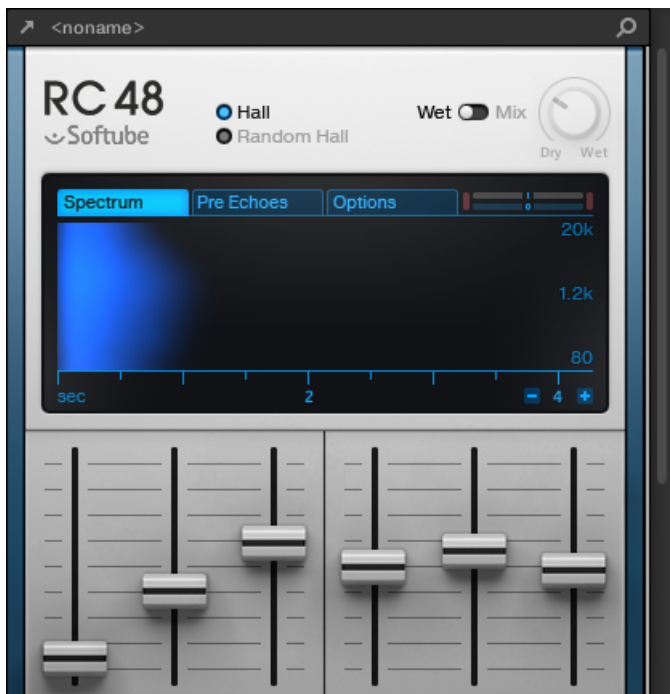 <noname>
RC 48
Softube
Hall
Random Hall
Wet Mix
Dry Wet
Spectrum Pre Echoes Options
0
20k
1.2k
80
sec 2 - 4 +